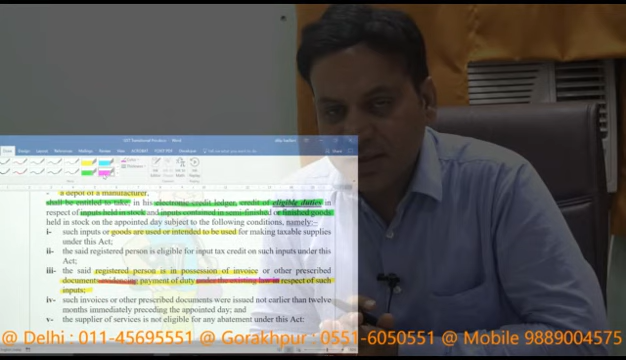 a depot of a manufacturer,
shall be entitled to take, in his electronic credit ledger, credit of eligible duties in
respect of inputs held in stock and inputs contained in semi-finished or finished goods
held in stock on the appointed day subject to the following conditions, namely:–
i- such inputs or goods are used or intended to be used for making taxable supplies
under this Act;
ii- the said registered person is eligible for input tax credit on such inputs under this
Act;
iii- the said registered person is in possession of invoice or other prescribed
documents evidencing payment of duty under the existing law in respect of such
inputs;
iv- such invoices or other prescribed documents were issued not earlier than twelve
months immediately preceding the appointed day; and
v- the supplier of services is not eligible for any abatement under this Act:
@ Delhi : 011-45695551 @ Gorakhpur : 0551-6050551 @ Mobile 9889004575